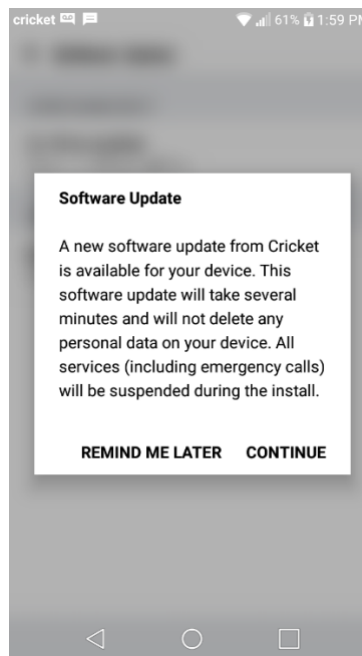 cricket 61% 1:59 PM
Software Update
A new software update from Cricket
is available for your device. This
software update will take several
minutes and will not delete any
personal data on your device. All
services (including emergency calls)
will be suspended during the install.
REMIND ME LATER CONTINUE